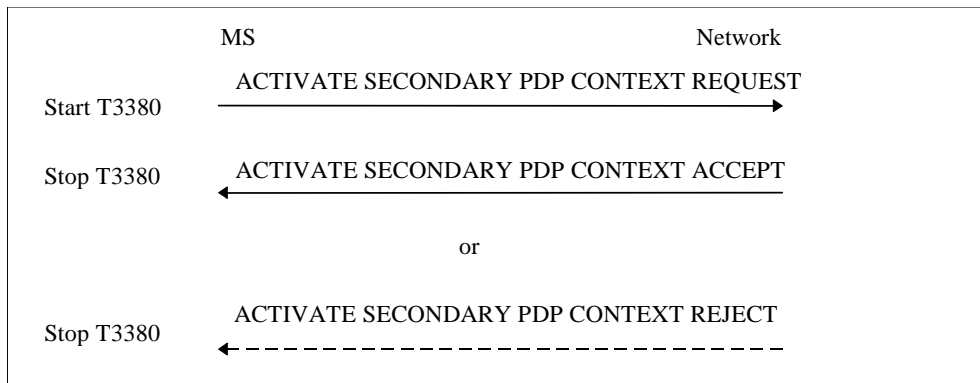 MS Network
ACTIVATE SECONDARY PDP CONTEXT REQUEST
Start T3380
ACTIVATE SECONDARY PDP CONTEXT ACCEPT
Stop T3380
or
ACTIVATE SECONDARY PDP CONTEXT REJECT
Stop T3380